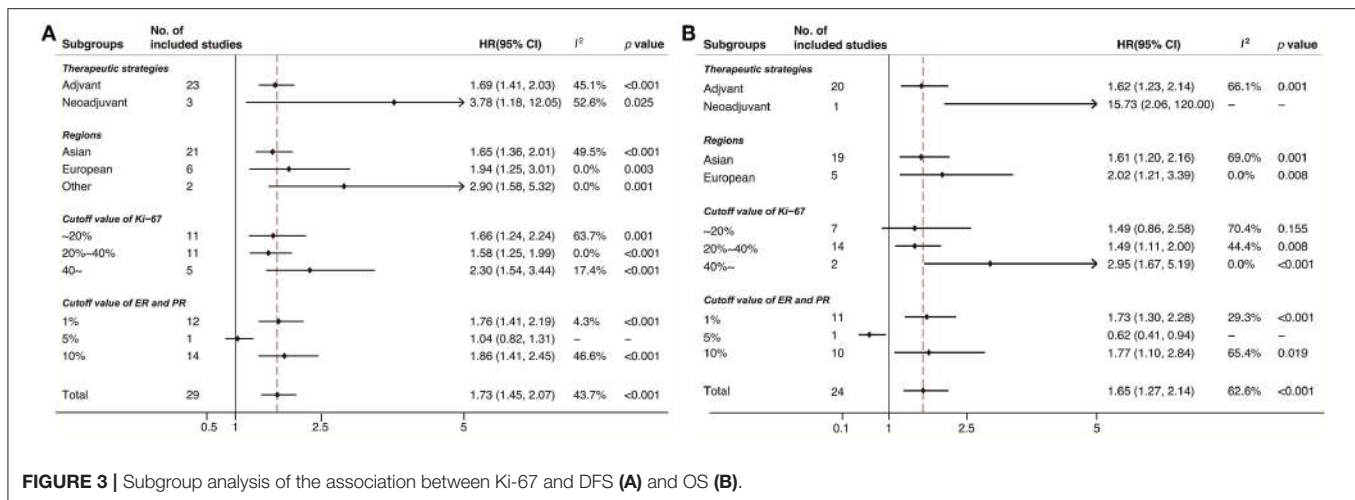 A
Subgroups No. of included studies HR(95% CI) I² p value
Therapeutic strategies
Adjvant 23 1.69 (1.41, 2.03) 45.1% <0.001
Neoadjuvant 3 3.78 (1.18, 12.05) 52.6% 0.025
Regions
Asian 21 1.65 (1.36, 2.01) 49.5% <0.001
European 6 1.94 (1.25, 3.01) 0.0% 0.003
Other 2 2.90 (1.58, 5.32) 0.0% 0.001
Cutoff value of Ki-67
~20% 11 1.66 (1.24, 2.24) 63.7% 0.001
20%~40% 11 1.58 (1.25, 1.99) 0.0% <0.001
40~ 5 2.30 (1.54, 3.44) 17.4% <0.001
Cutoff value of ER and PR
1% 12 1.76 (1.41, 2.19) 4.3% <0.001
5% 1 1.04 (0.82, 1.31) – –
10% 14 1.86 (1.41, 2.45) 46.6% <0.001
Total 29 1.73 (1.45, 2.07) 43.7% <0.001
0.5 1 2.5 5
B
Subgroups No. of included studies HR(95% CI) I² p value
Therapeutic strategies
Adjvant 20 1.62 (1.23, 2.14) 66.1% 0.001
Neoadjuvant 1 15.73 (2.06, 120.00) – –
Regions
Asian 19 1.61 (1.20, 2.16) 69.0% 0.001
European 5 2.02 (1.21, 3.39) 0.0% 0.008
Cutoff value of Ki-67
~20% 7 1.49 (0.86, 2.58) 70.4% 0.155
20%~40% 14 1.49 (1.11, 2.00) 44.4% 0.008
40%~ 2 2.95 (1.67, 5.19) 0.0% <0.001
Cutoff value of ER and PR
1% 11 1.73 (1.30, 2.28) 29.3% <0.001
5% 1 0.62 (0.41, 0.94) – –
10% 10 1.77 (1.10, 2.84) 65.4% 0.019
Total 24 1.65 (1.27, 2.14) 62.6% <0.001
0.1 1 2.5 5
FIGURE 3 | Subgroup analysis of the association between Ki-67 and DFS (A) and OS (B).